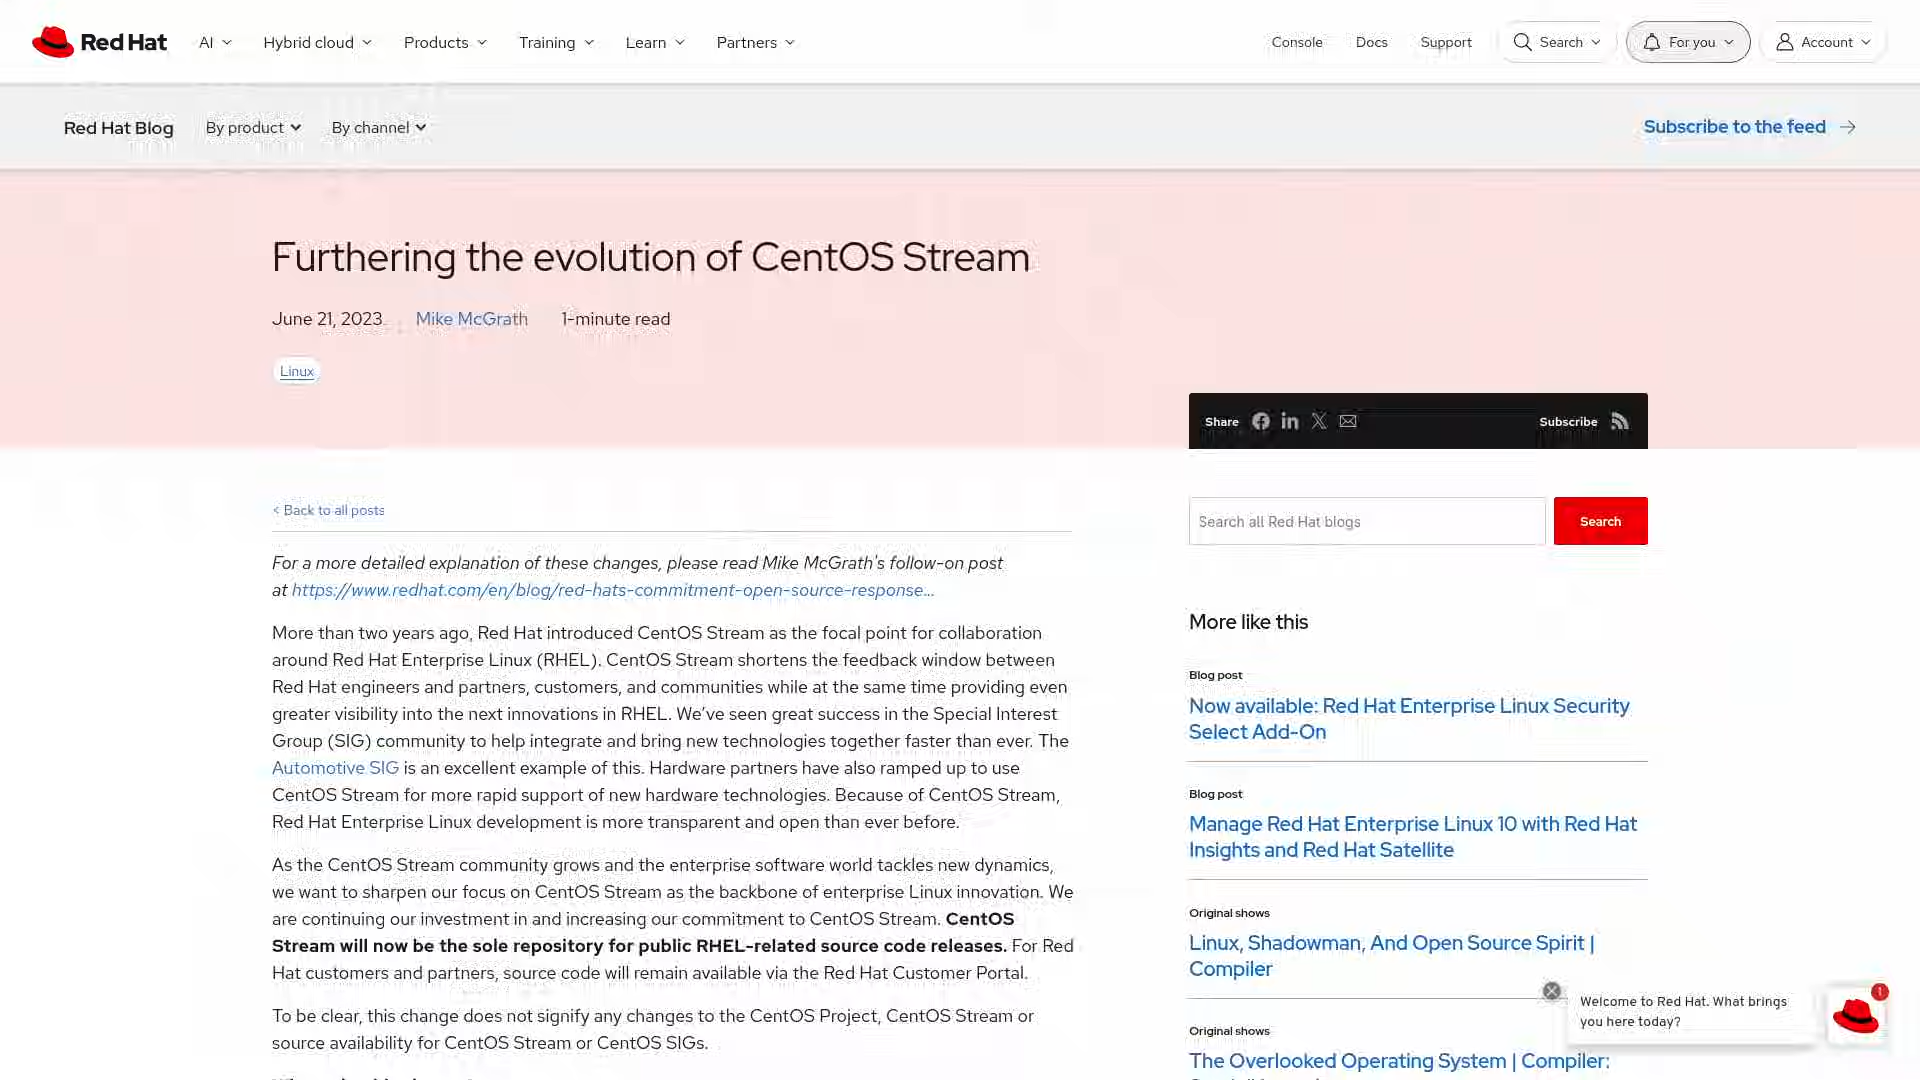 Red Hat
AI
Hybrid cloud
Products
Training
Learn
Partners
Console
Docs
Support
Search
For you
Account
Red Hat Blog
By product
By channel
Subscribe to the feed →
Furthering the evolution of CentOS Stream
June 21, 2023
Mike McGrath
1-minute read
Linux
Share
Subscribe
< Back to all posts
For a more detailed explanation of these changes, please read Mike McGrath's follow-on post
at https://www.redhat.com/en/blog/red-hats-commitment-open-source-response…
More than two years ago, Red Hat introduced CentOS Stream as the focal point for collaboration
around Red Hat Enterprise Linux (RHEL). CentOS Stream shortens the feedback window between
Red Hat engineers and partners, customers, and communities while at the same time providing even
greater visibility into the next innovations in RHEL. We've seen great success in the Special Interest
Group (SIG) community to help integrate and bring new technologies together faster than ever. The
Automotive SIG is an excellent example of this. Hardware partners have also ramped up to use
CentOS Stream for more rapid support of new hardware technologies. Because of CentOS Stream,
Red Hat Enterprise Linux development is more transparent and open than ever before.
As the CentOS Stream community grows and the enterprise software world tackles new dynamics,
we want to sharpen our focus on CentOS Stream as the backbone of enterprise Linux innovation. We
are continuing our investment in and increasing our commitment to CentOS Stream. CentOS
Stream will now be the sole repository for public RHEL-related source code releases. For Red
Hat customers and partners, source code will remain available via the Red Hat Customer Portal.
To be clear, this change does not signify any changes to the CentOS Project, CentOS Stream or
source availability for CentOS Stream or CentOS SIGs.
Search all Red Hat blogs
Search
More like this
Blog post
Now available: Red Hat Enterprise Linux Security
Select Add-On
Blog post
Manage Red Hat Enterprise Linux 10 with Red Hat
Insights and Red Hat Satellite
Original shows
Linux, Shadowman, And Open Source Spirit |
Compiler
Original shows
The Overlooked Operating System | Compiler:
Welcome to Red Hat. What brings
you here today?
1